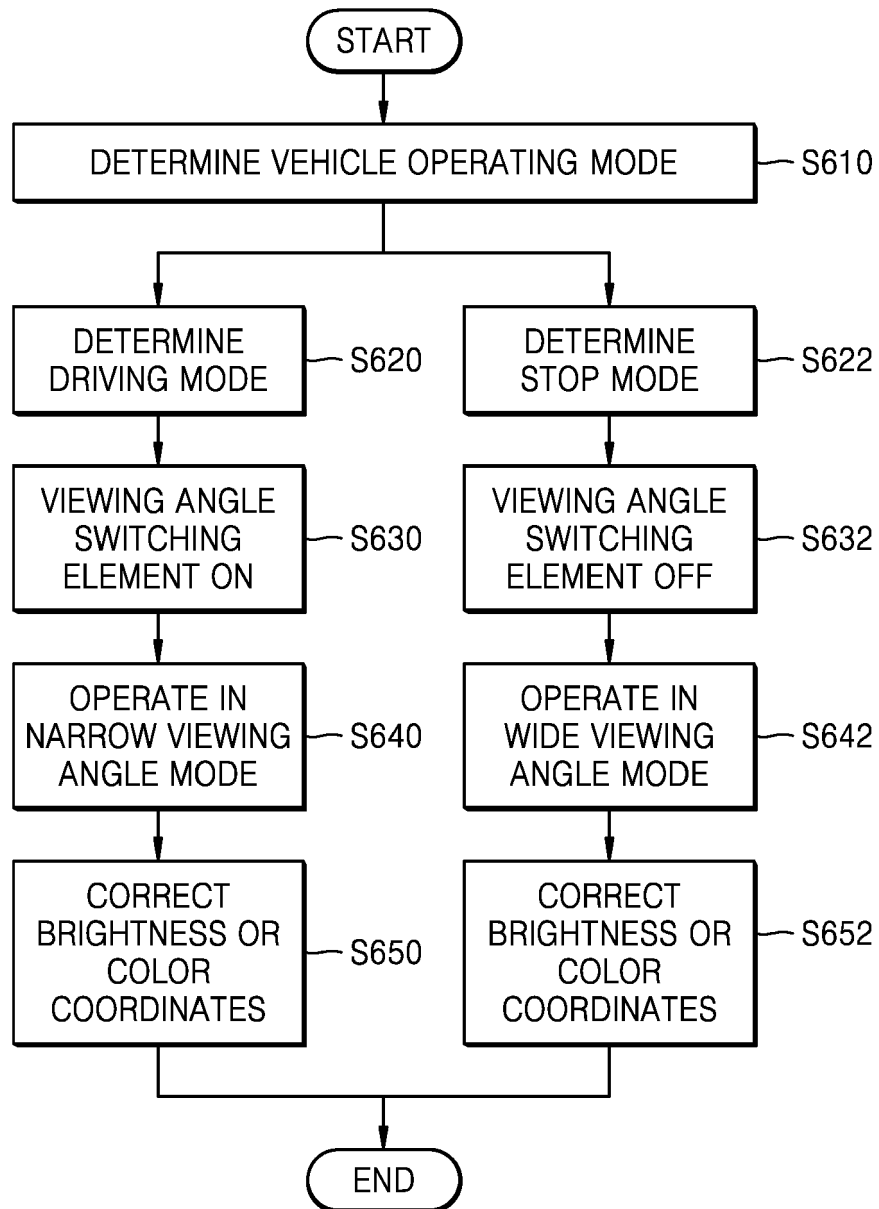 START
DETERMINE VEHICLE OPERATING MODE
S610
DETERMINE
DRIVING MODE
S620
DETERMINE
STOP MODE
S622
VIEWING ANGLE
SWITCHING
ELEMENT ON
S630
VIEWING ANGLE
SWITCHING
ELEMENT OFF
S632
OPERATE IN
NARROW VIEWING
ANGLE MODE
S640
OPERATE IN
WIDE VIEWING
ANGLE MODE
S642
CORRECT
BRIGHTNESS OR
COLOR
COORDINATES
S650
CORRECT
BRIGHTNESS OR
COLOR
COORDINATES
S652
END